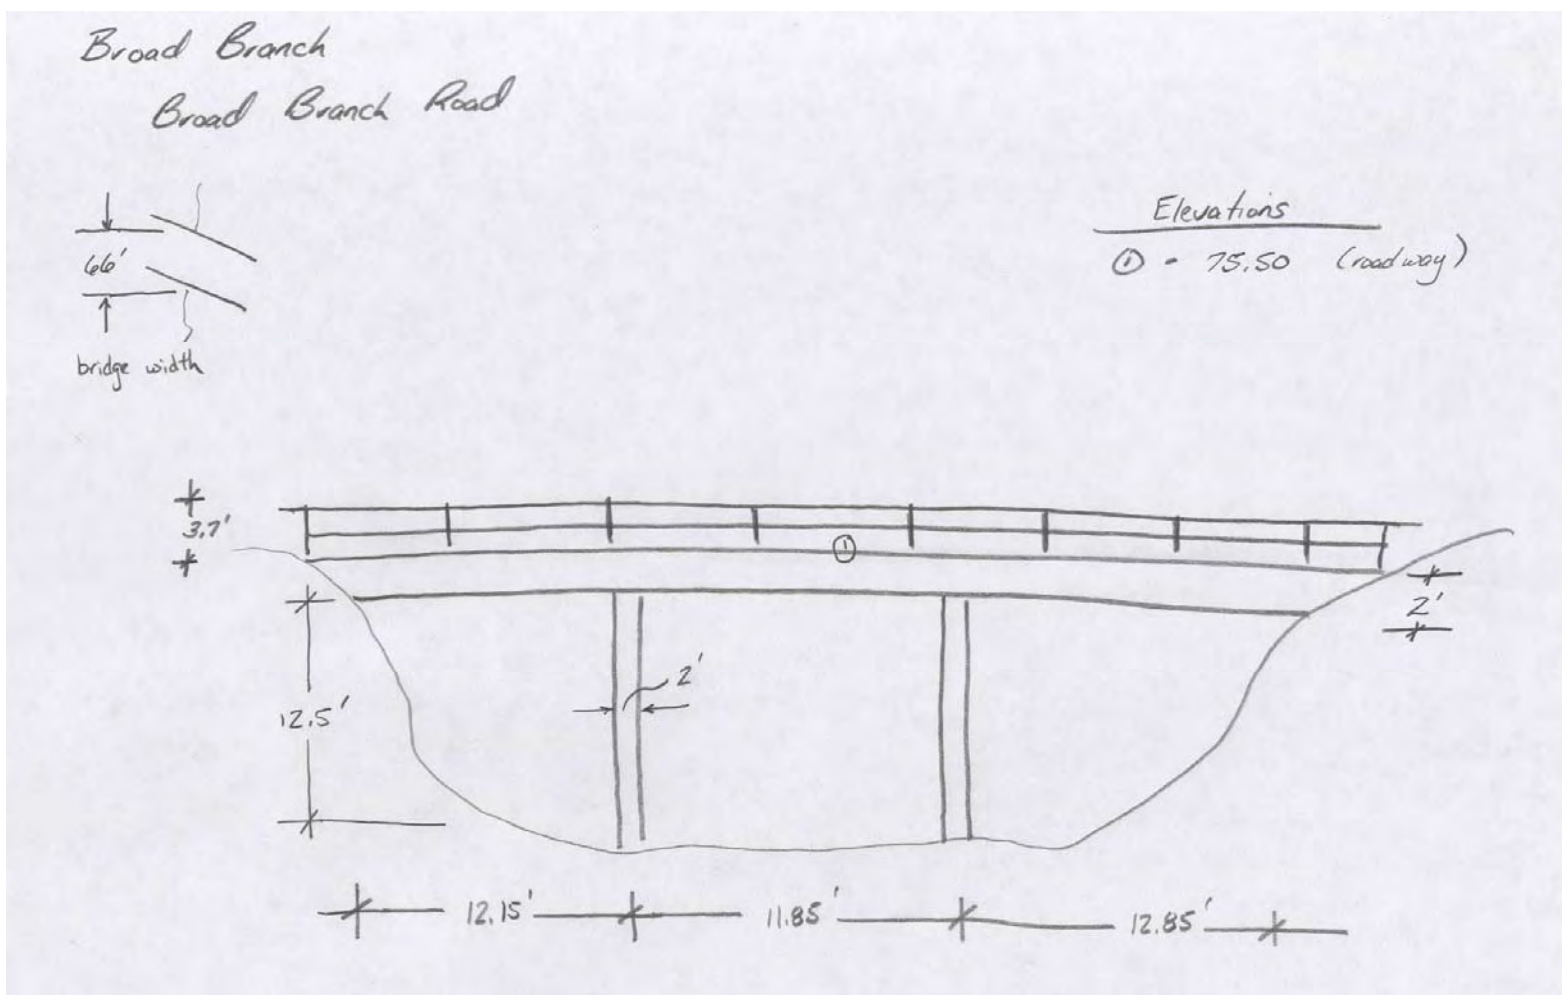 Broad Branch
Broad Branch Road
66'
bridge width
Elevations
① - 75.50 (roadway)
3.7'
①
2'
2'
12.5'
12.15'
11.85'
12.85'